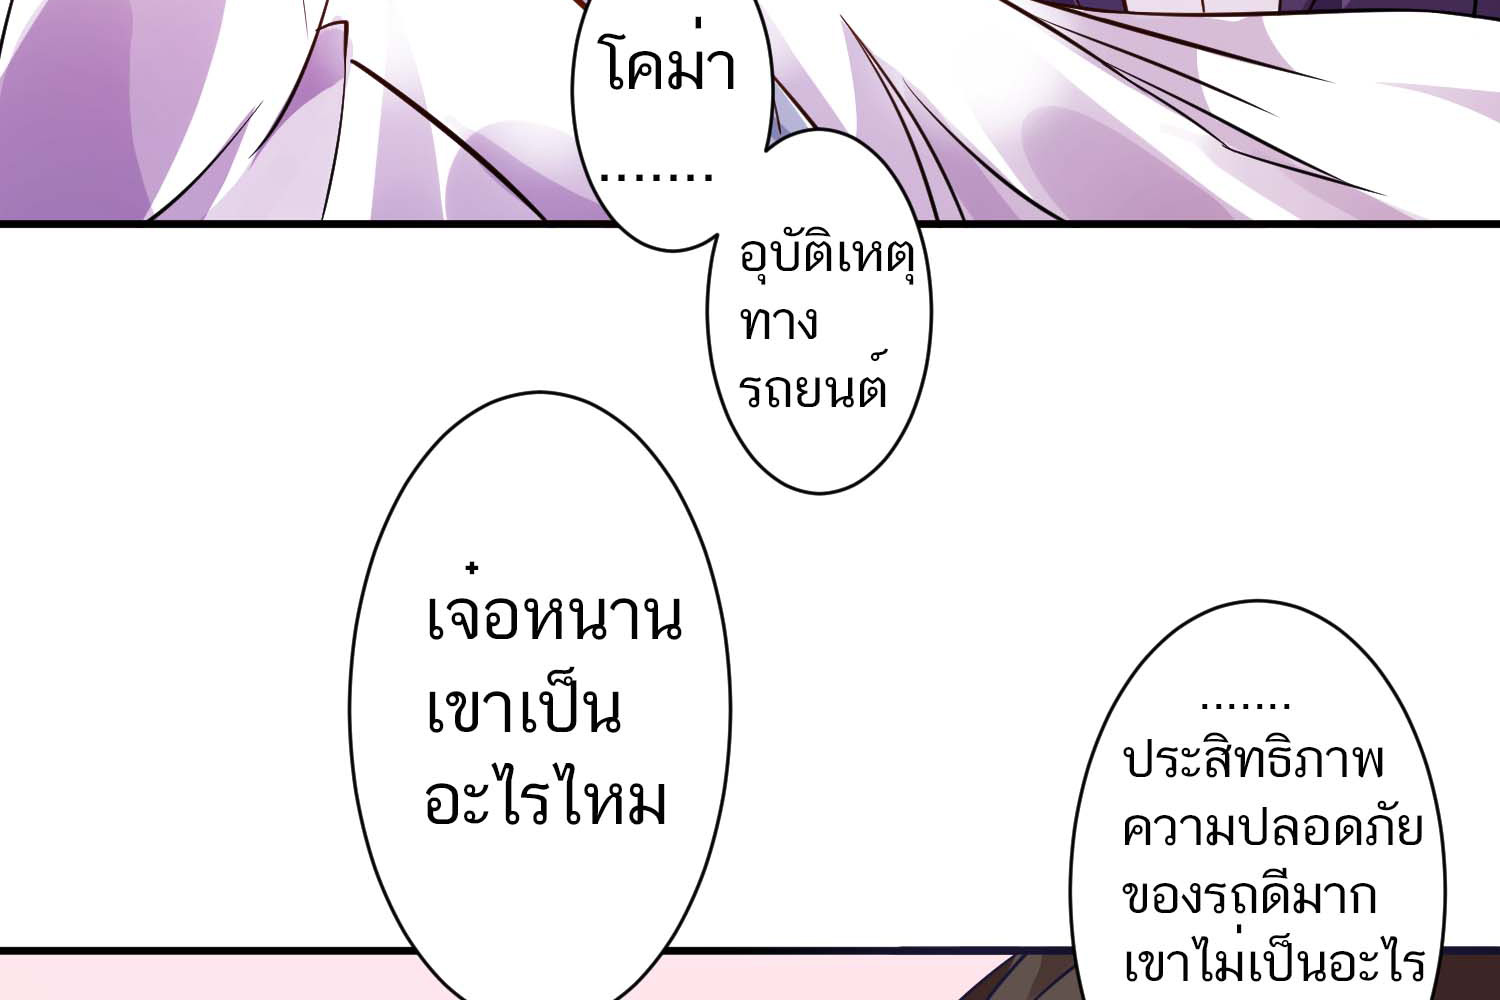 โคม่า
.......
อุบัติเหตุ
ทาง
รถยนต์
เจ๋อหนาน
เขาเป็น
อะไรไหม
.......
ประสิทธิภาพ
ความปลอดภัย
ของรถดีมาก
เขาไม่เป็นอะไร